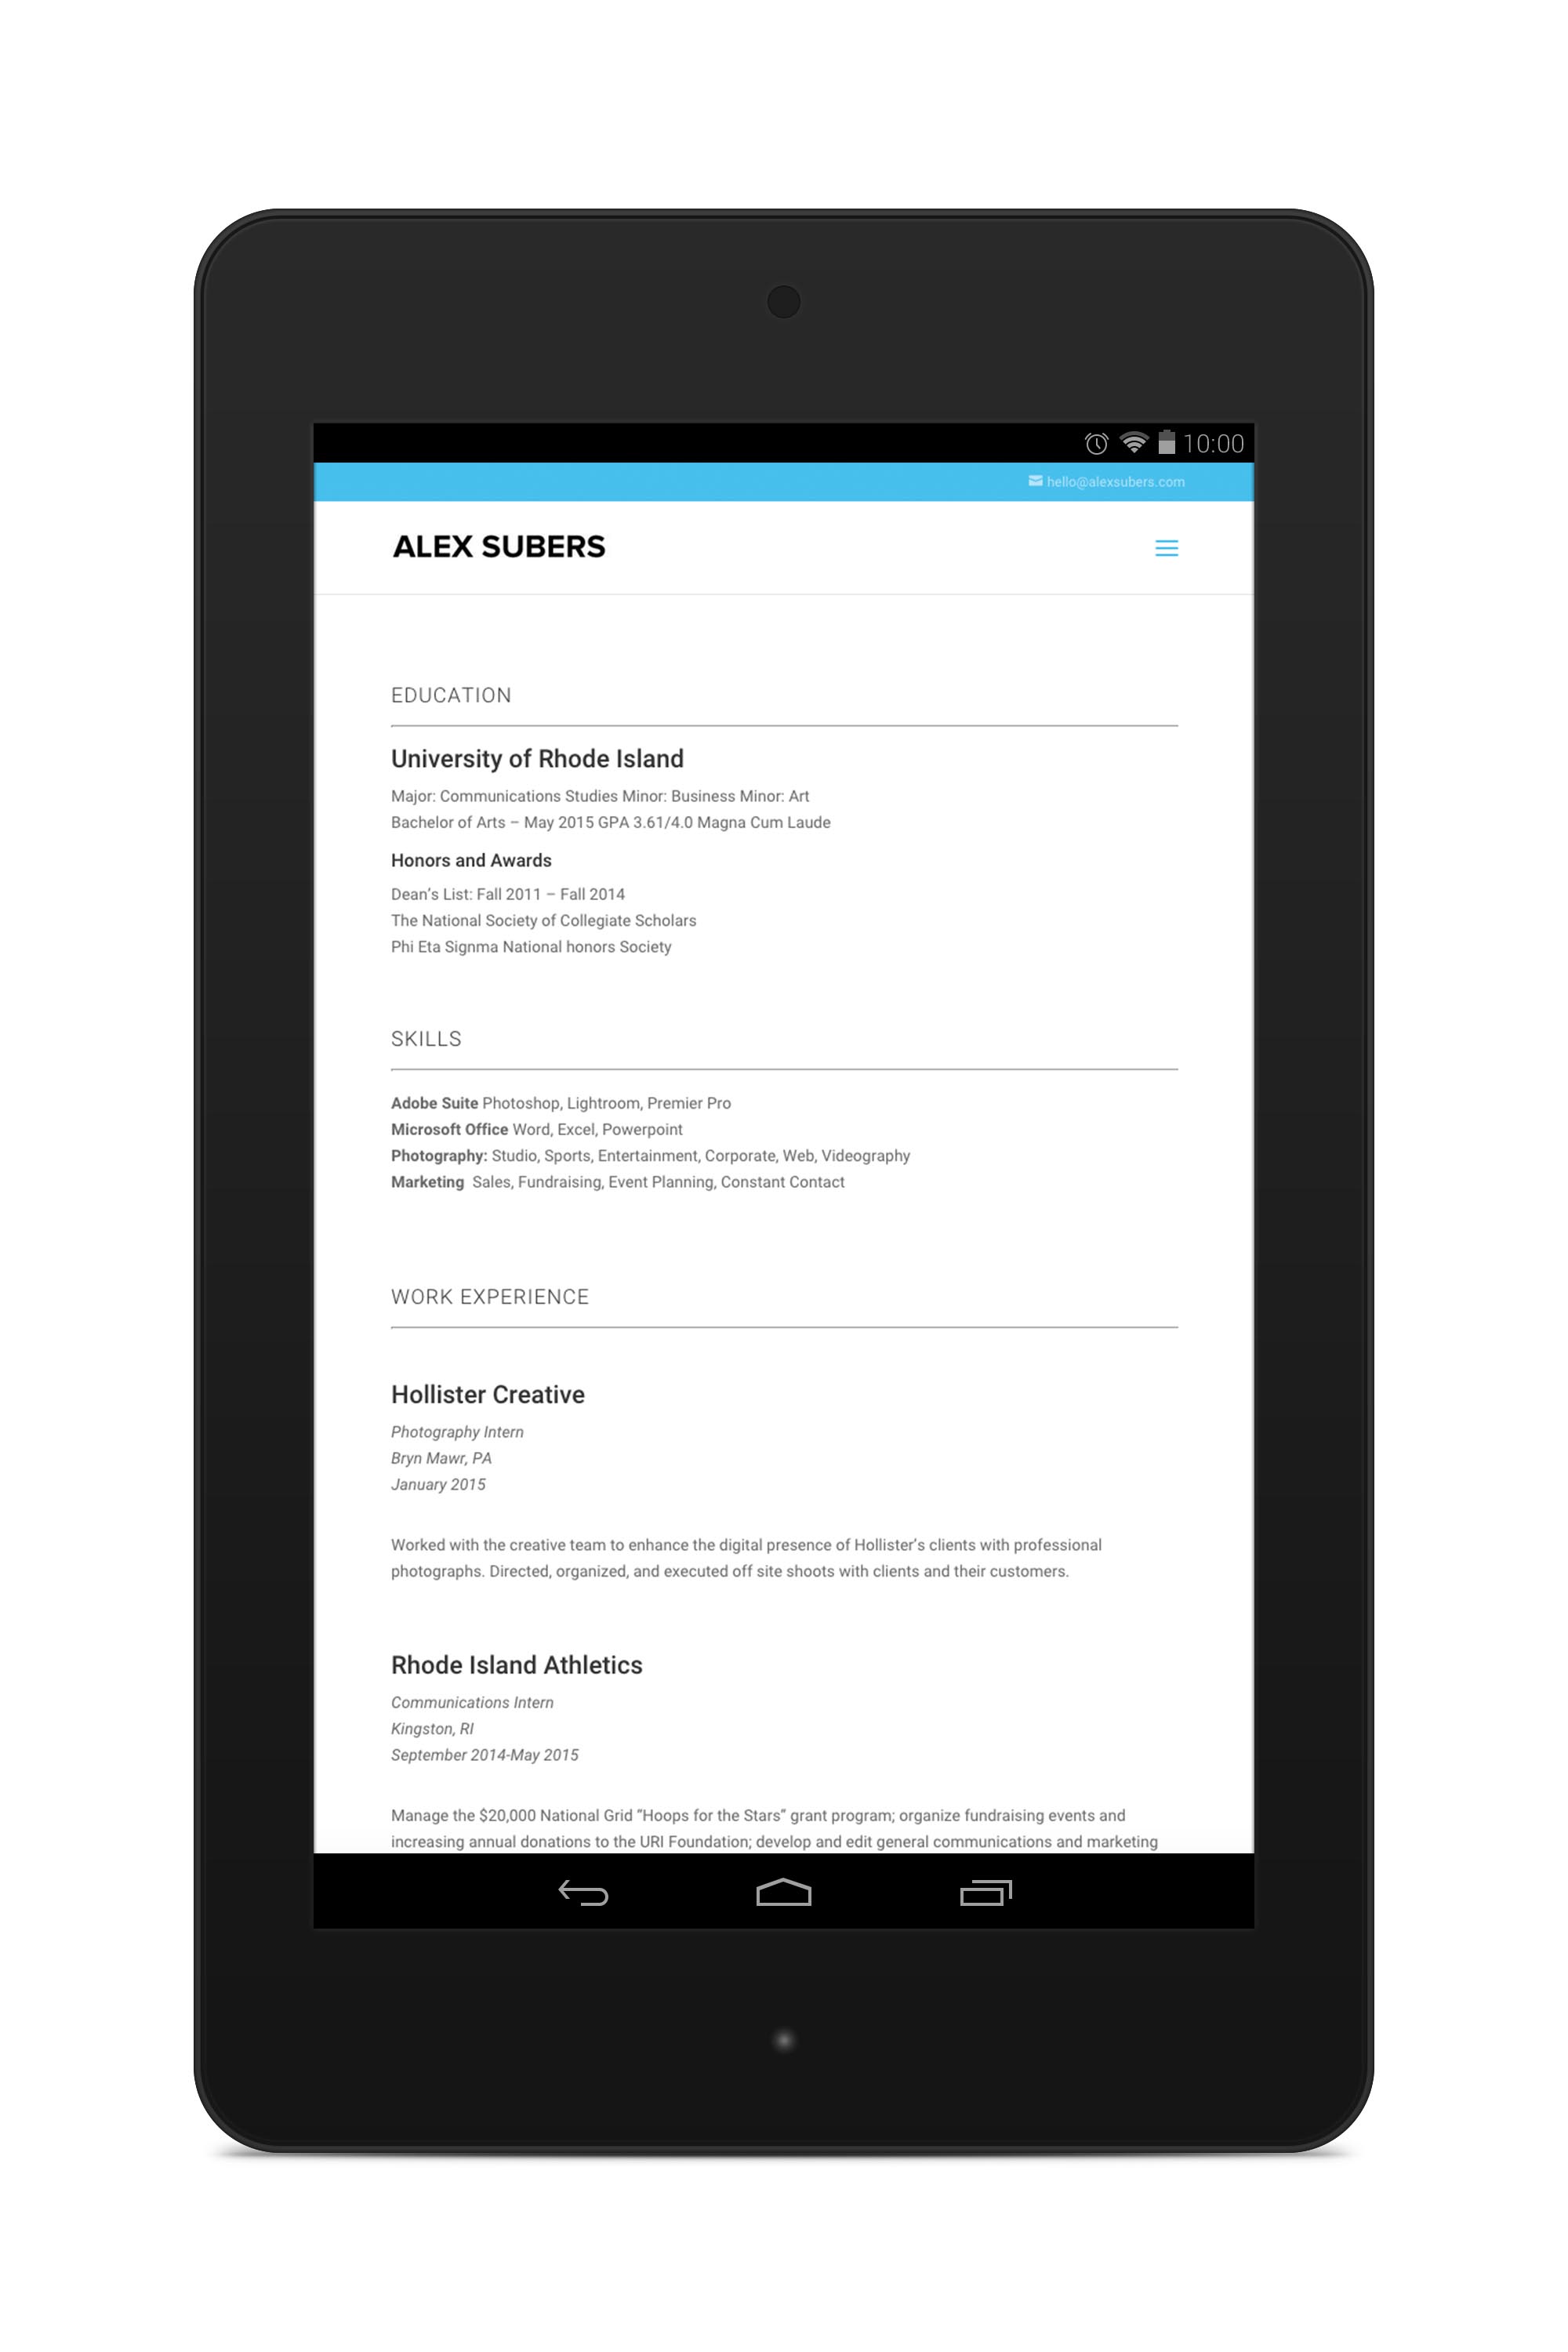 10:00
hello@alexsubers.com
ALEX SUBERS
EDUCATION
University of Rhode Island
Major: Communications Studies Minor: Business Minor: Art
Bachelor of Arts – May 2015 GPA 3.61/4.0 Magna Cum Laude
Honors and Awards
Dean’s List: Fall 2011 – Fall 2014
The National Society of Collegiate Scholars
Phi Eta Signma National honors Society
SKILLS
Adobe Suite Photoshop, Lightroom, Premier Pro
Microsoft Office Word, Excel, Powerpoint
Photography: Studio, Sports, Entertainment, Corporate, Web, Videography
Marketing  Sales, Fundraising, Event Planning, Constant Contact
WORK EXPERIENCE
Hollister Creative
Photography Intern
Bryn Mawr, PA
January 2015
Worked with the creative team to enhance the digital presence of Hollister’s clients with professional
photographs. Directed, organized, and executed off site shoots with clients and their customers.
Rhode Island Athletics
Communications Intern
Kingston, RI
September 2014-May 2015
Manage the $20,000 National Grid “Hoops for the Stars” grant program; organize fundraising events and
increasing annual donations to the URI Foundation; develop and edit general communications and marketing